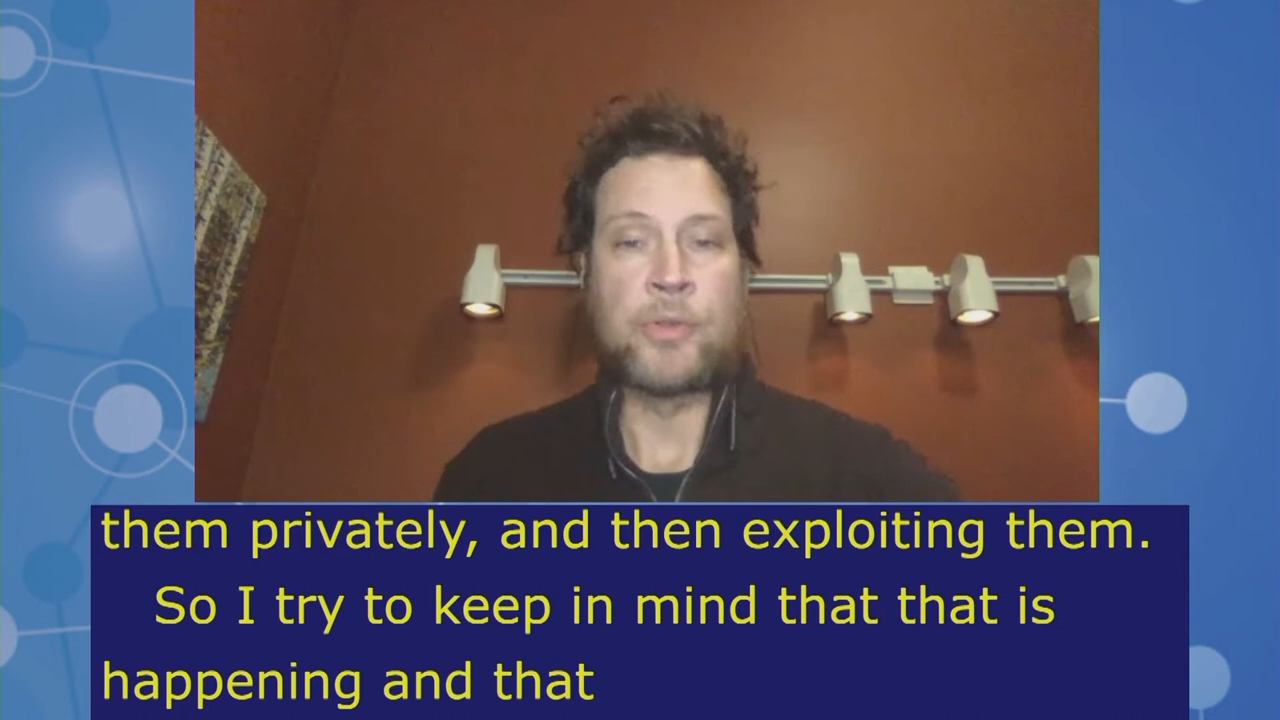 them privately, and then exploiting them.
So I try to keep in mind that that is
happening and that